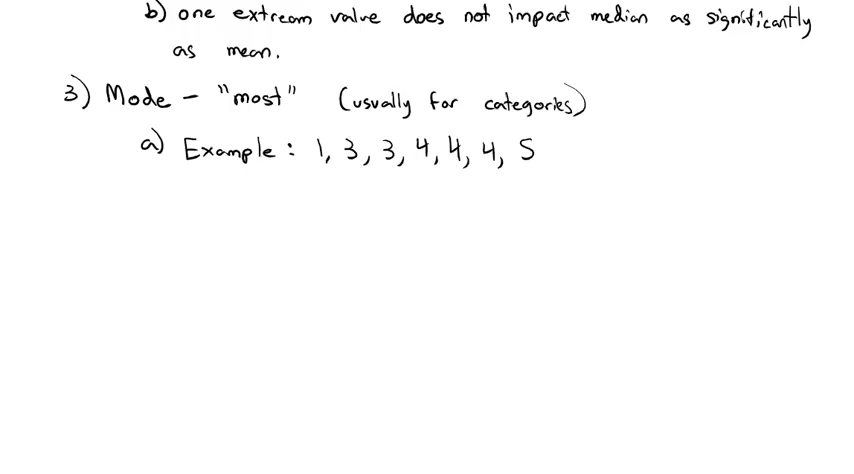 b) one extream value does not impact median as significantly
as mean.
3) Mode - "most" (usually for categories)
a) Example: 1, 3, 3, 4, 4, 4, 5